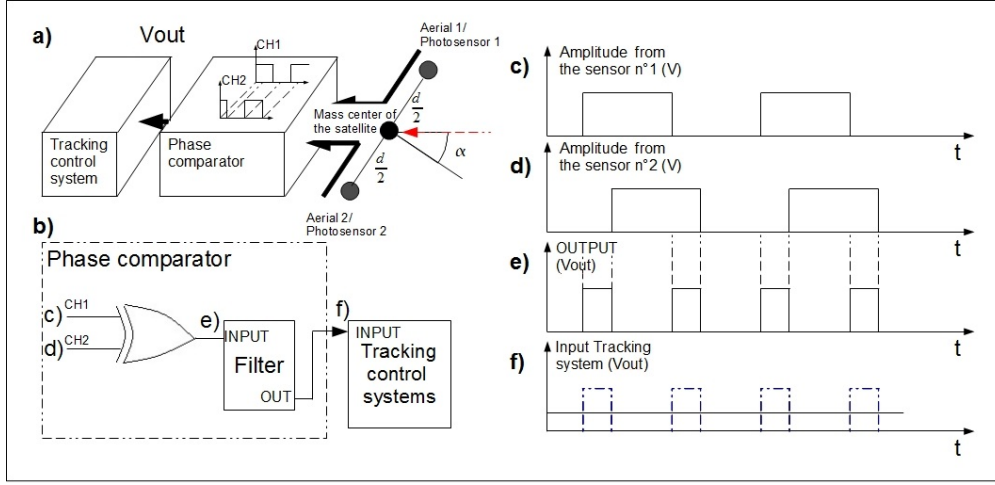 a)
Vout
Aerial 1/
Photosensor 1
CH1
CH2
Mass center of
the satellite
d
2
d
2
α
Tracking
control
system
Phase
comparator
Aerial 2/
Photosensor 2
b)
Phase comparator
c) CH1
d) CH2
e)
INPUT
Filter
OUT
f)
INPUT
Tracking
control
systems
c)
Amplitude from
the sensor n°1 (V)
t
d)
Amplitude from
the sensor n°2 (V)
t
e)
OUTPUT
(Vout)
t
f)
Input Tracking
system (Vout)
t